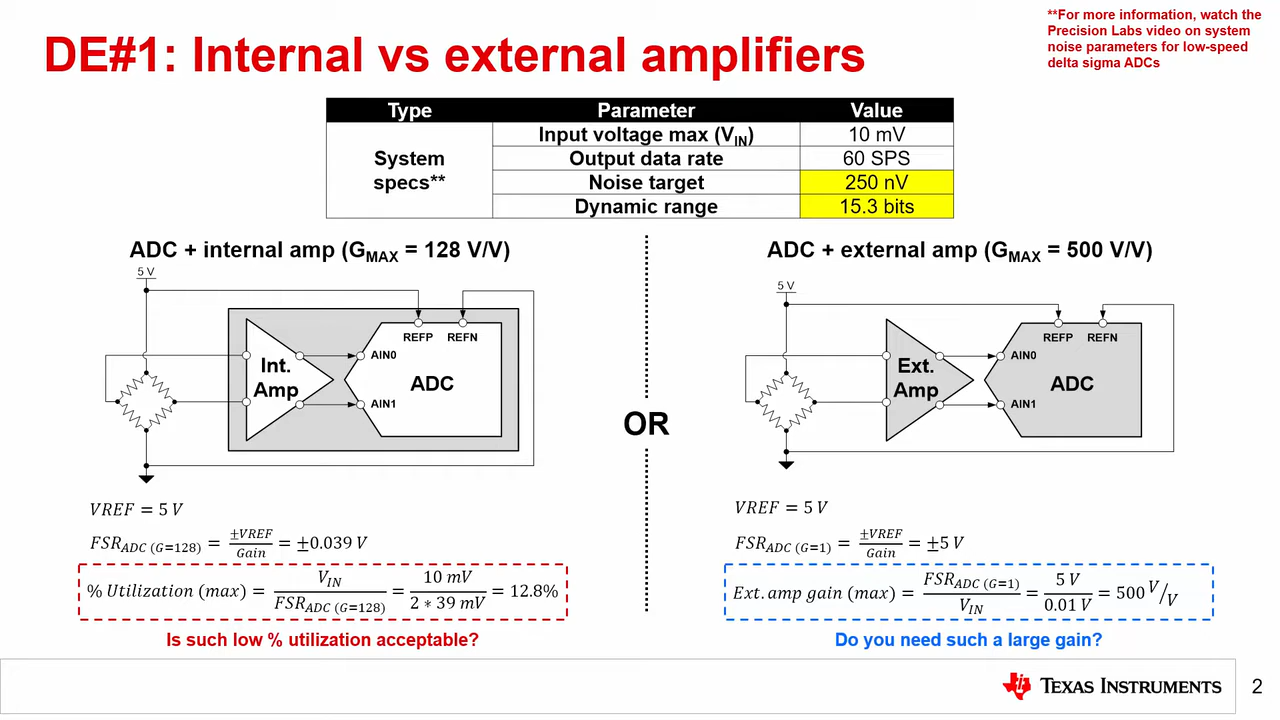 **For more information, watch the
Precision Labs video on system
noise parameters for low-speed
delta sigma ADCs
DE#1: Internal vs external amplifiers
Type Parameter Value
System specs** Input voltage max (VIN) 10 mV
Output data rate 60 SPS
Noise target 250 nV
Dynamic range 15.3 bits
ADC + internal amp (GMAX = 128 V/V)
5 V
REFP REFN
Int.
Amp
AIN0
ADC
AIN1
VREF = 5 V
FSRADC (G=128) = ±VREF/Gain = ±0.039 V
% Utilization (max) = VIN/FSRADC (G=128) = 10 mV/2 * 39 mV = 12.8%
Is such low % utilization acceptable?
OR
ADC + external amp (GMAX = 500 V/V)
5 V
REFP REFN
Ext.
Amp
AIN0
ADC
AIN1
VREF = 5 V
FSRADC (G=1) = ±VREF/Gain = ±5 V
Ext. amp gain (max) = FSRADC (G=1)/VIN = 5 V/0.01 V = 500 V/V
Do you need such a large gain?
TEXAS INSTRUMENTS
2